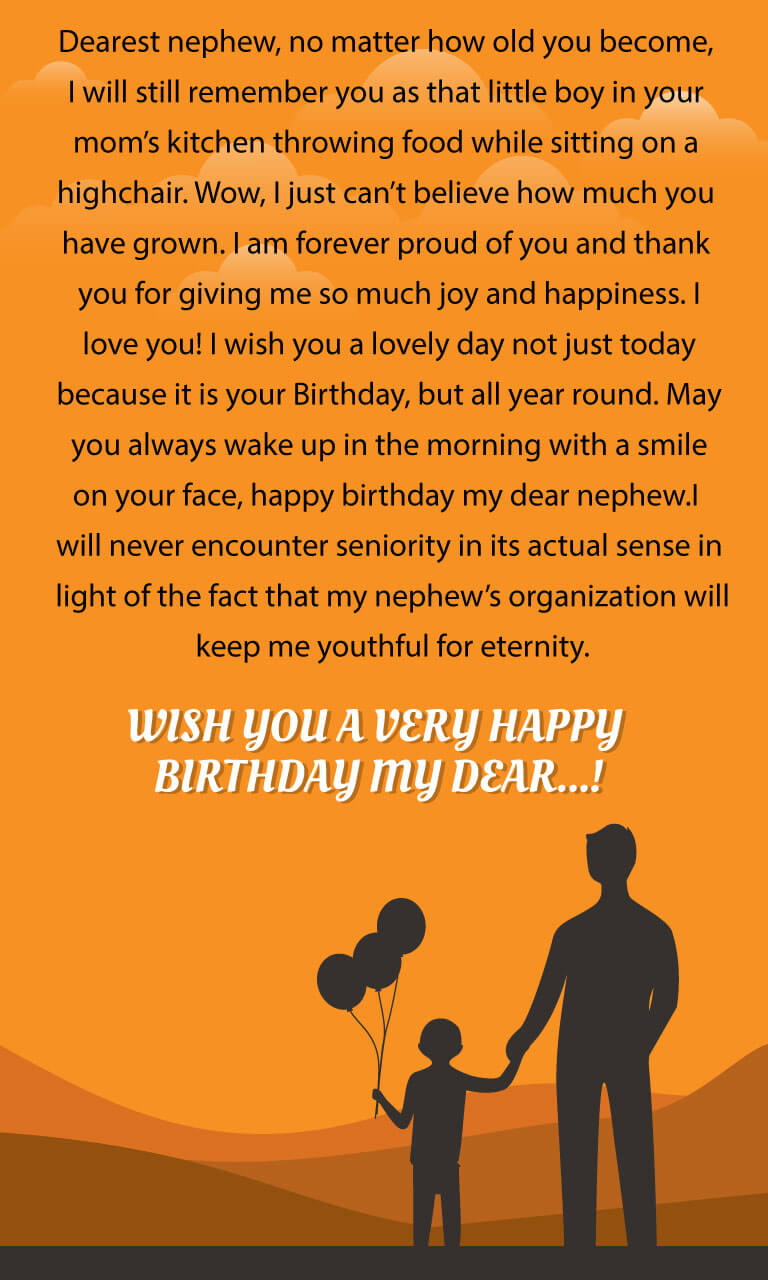 Dearest nephew, no matter how old you become,
I will still remember you as that little boy in your
mom’s kitchen throwing food while sitting on a
highchair. Wow, I just can’t believe how much you
have grown. I am forever proud of you and thank
you for giving me so much joy and happiness. I
love you! I wish you a lovely day not just today
because it is your Birthday, but all year round. May
you always wake up in the morning with a smile
on your face, happy birthday my dear nephew.I
will never encounter seniority in its actual sense in
light of the fact that my nephew’s organization will
keep me youthful for eternity.
WISH YOU A VERY HAPPY
BIRTHDAY MY DEAR...!